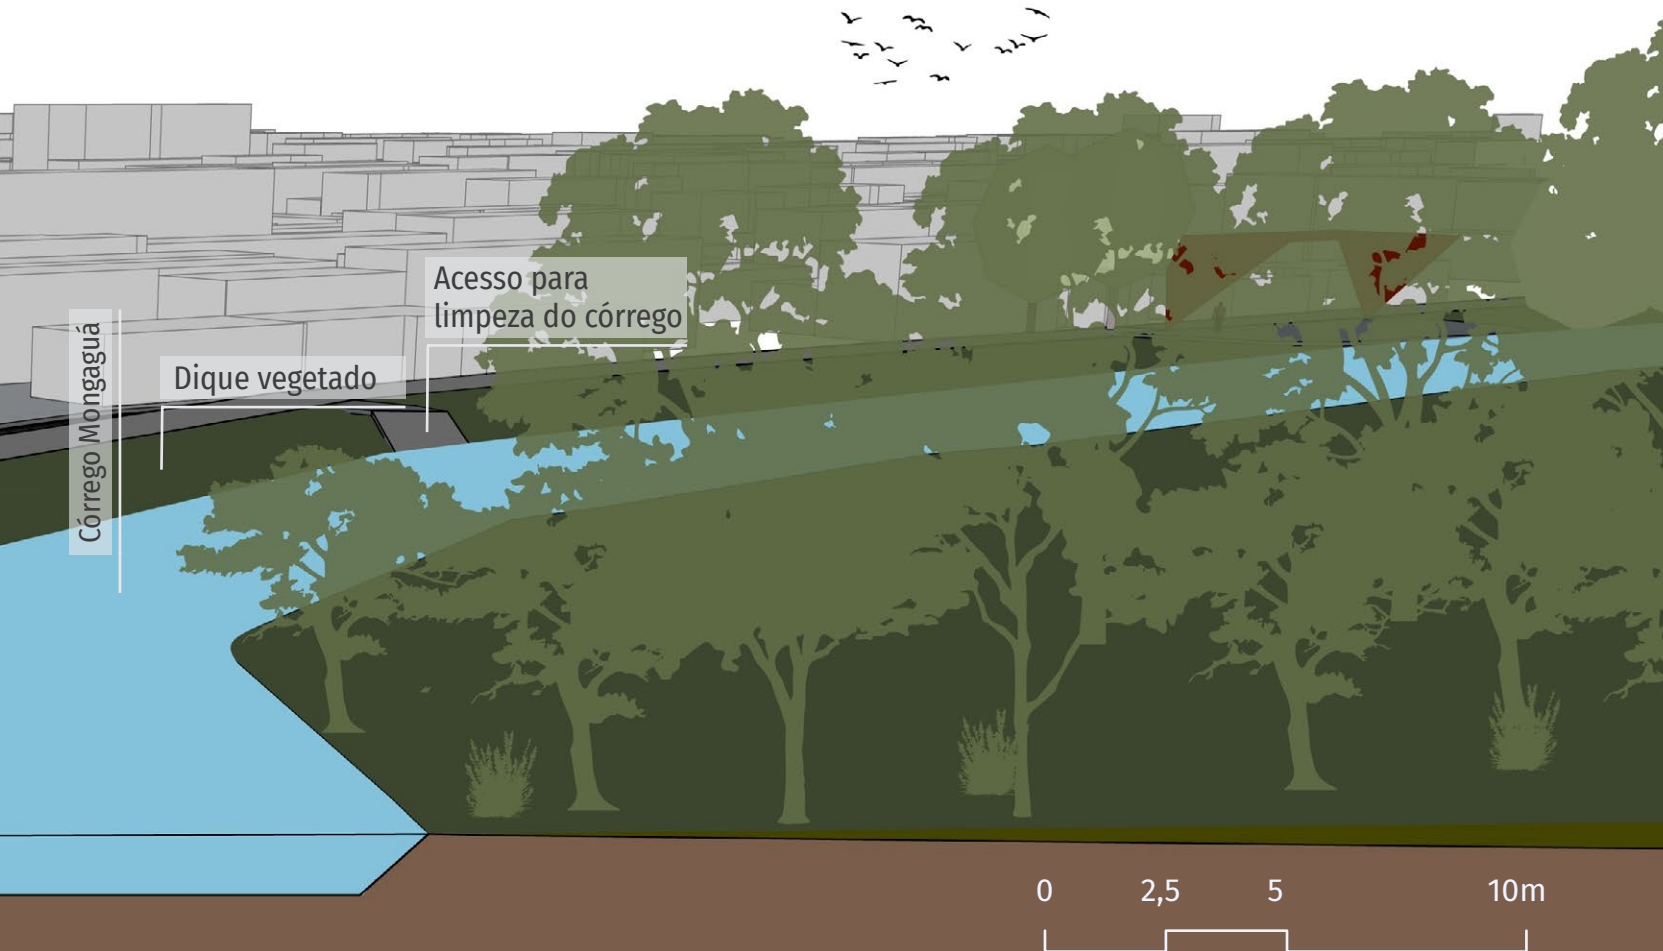 Acesso para
limpeza do córrego
Dique vegetado
Córrego Mongaguá
0 2,5 5 10m